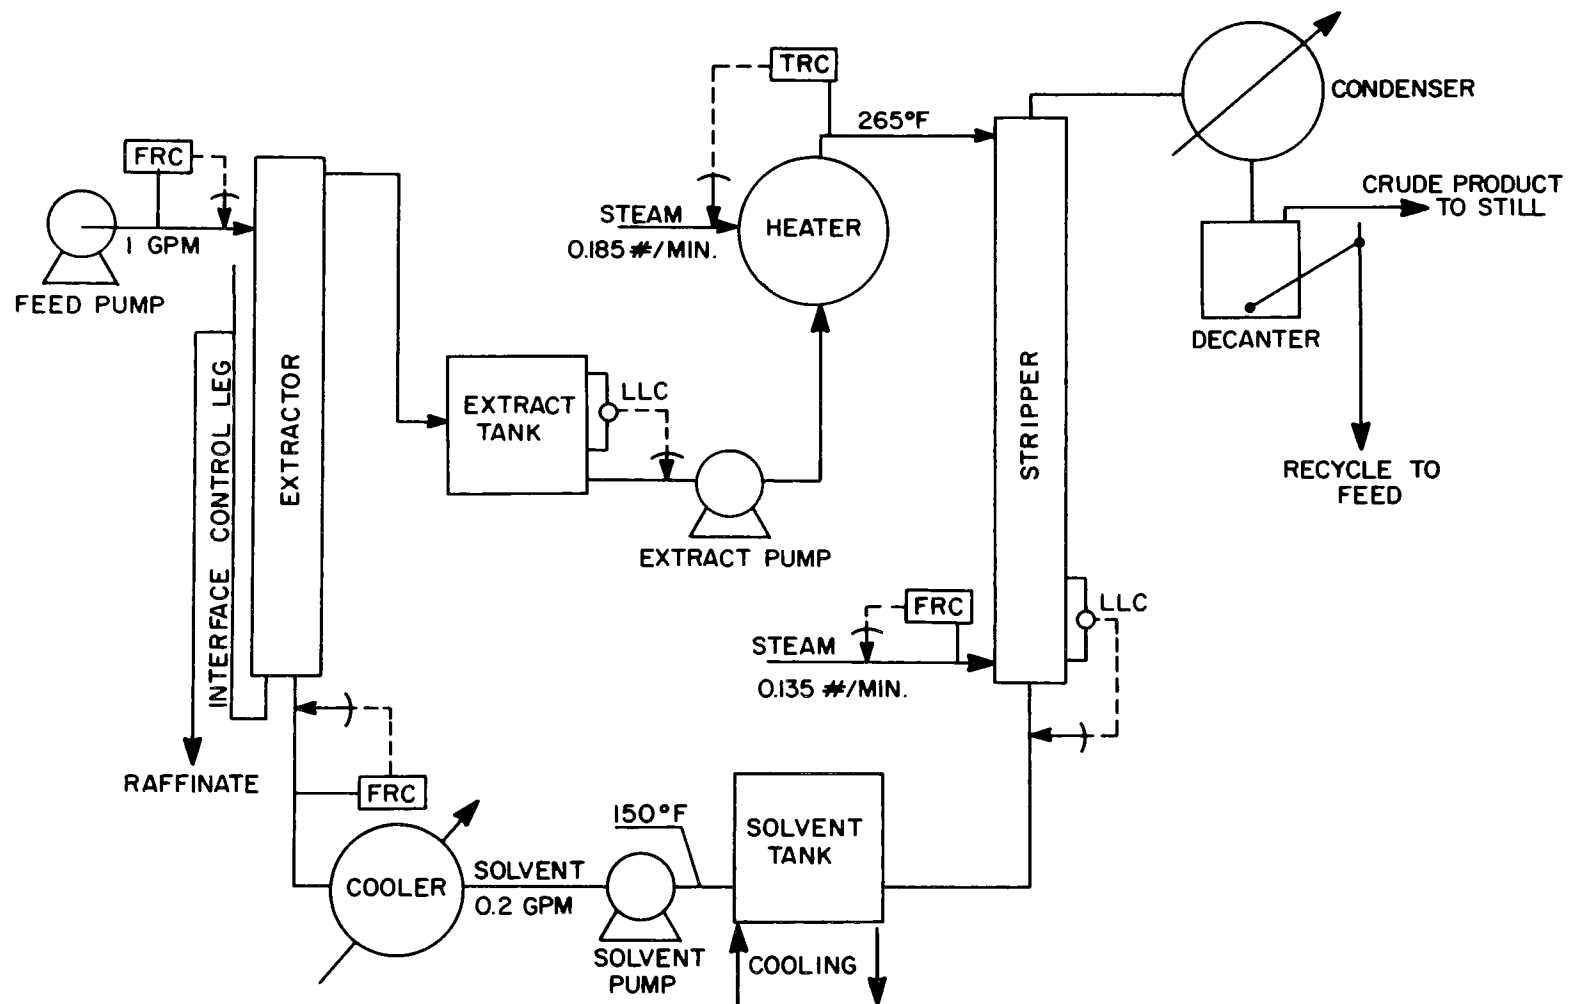 TRC
CONDENSER
265°F
FRC
CRUDE PRODUCT
TO STILL
STEAM
0.185 #/MIN.
HEATER
1 GPM
FEED PUMP
DECANTER
INTERFACE CONTROL LEG
EXTRACTOR
EXTRACT
TANK
LLC
STRIPPER
RECYCLE TO
FEED
EXTRACT PUMP
FRC
LLC
STEAM
0.135 #/MIN.
RAFFINATE
FRC
150°F
SOLVENT
TANK
COOLER
SOLVENT
0.2 GPM
SOLVENT
PUMP
COOLING